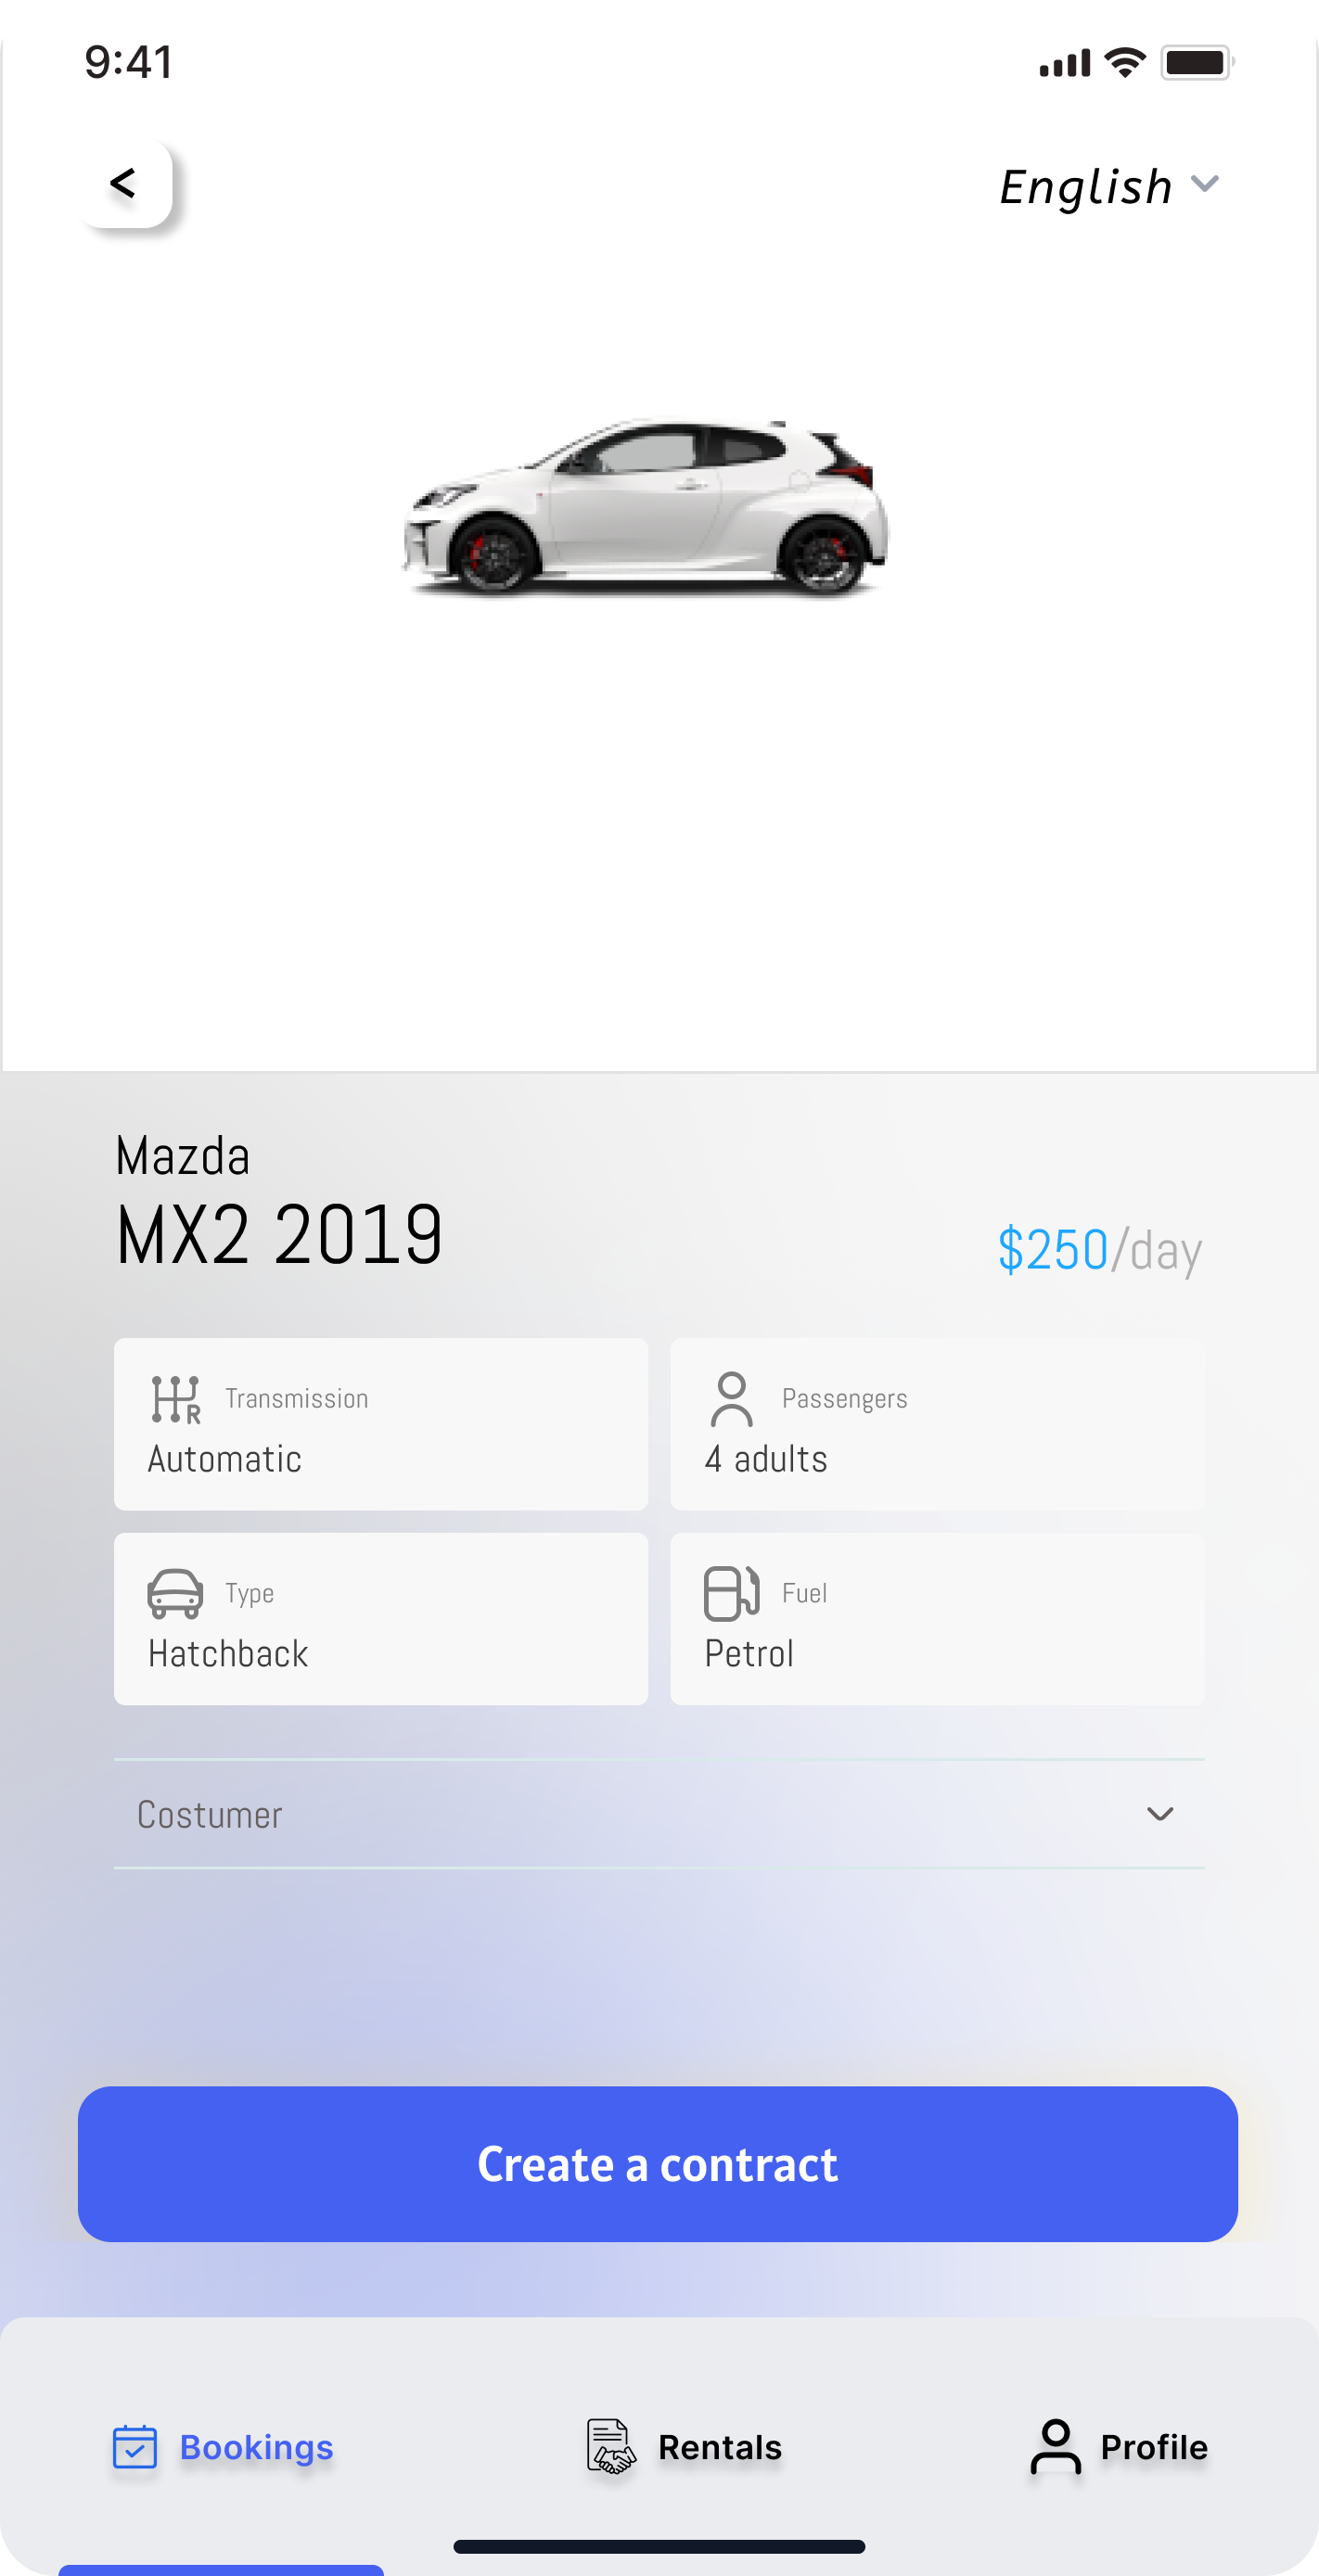 9:41
<
English
Mazda
MX2 2019
$250/day
Transmission
Automatic
Passengers
4 adults
Type
Hatchback
Fuel
Petrol
Costumer
Create a contract
Bookings
Rentals
Profile